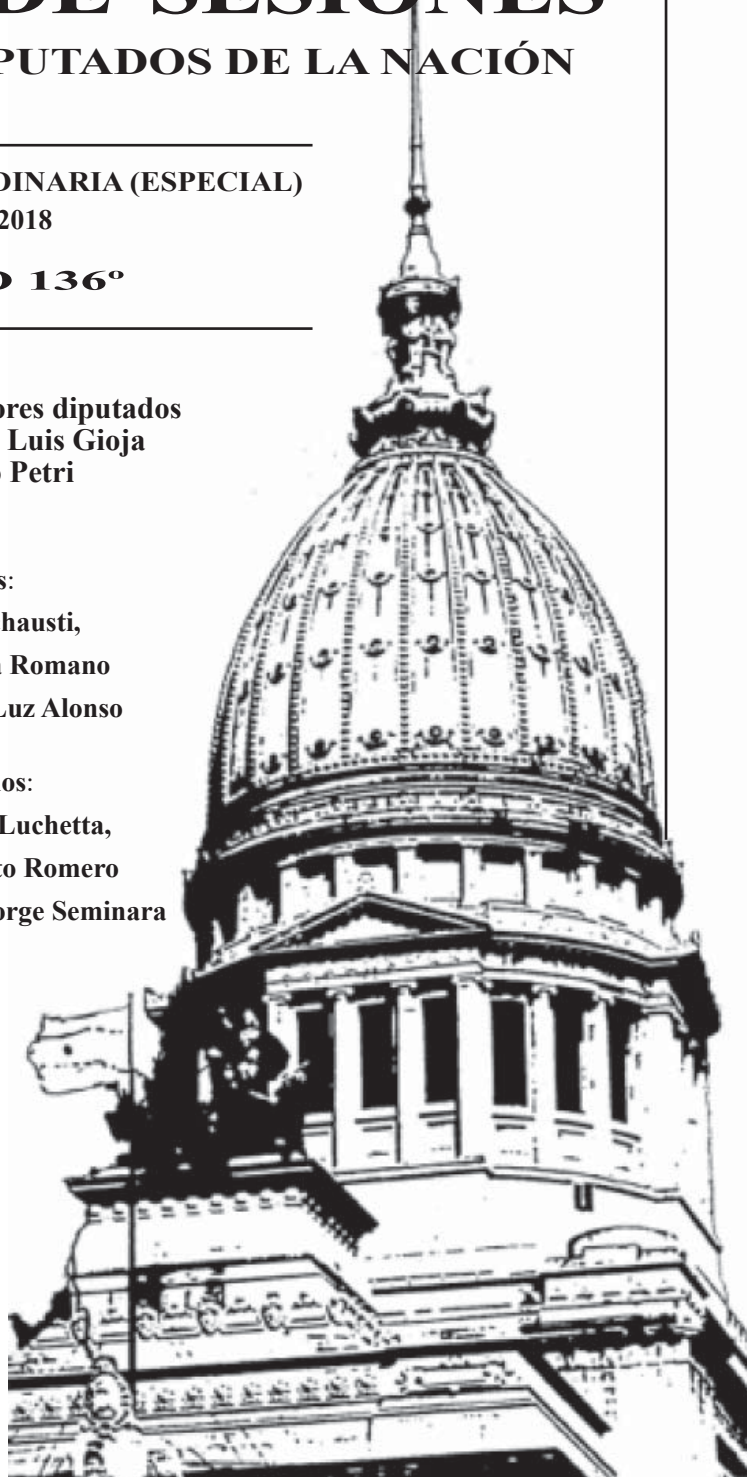 DE SESIONES
PUTADOS DE LA NACIÓN
DINARIA (ESPECIAL)
2018
O 136º
ores diputados
Luis Gioja
o Petri
s:
hausti,
a Romano
Luz Alonso
ios:
Luchetta,
to Romero
orge Seminara